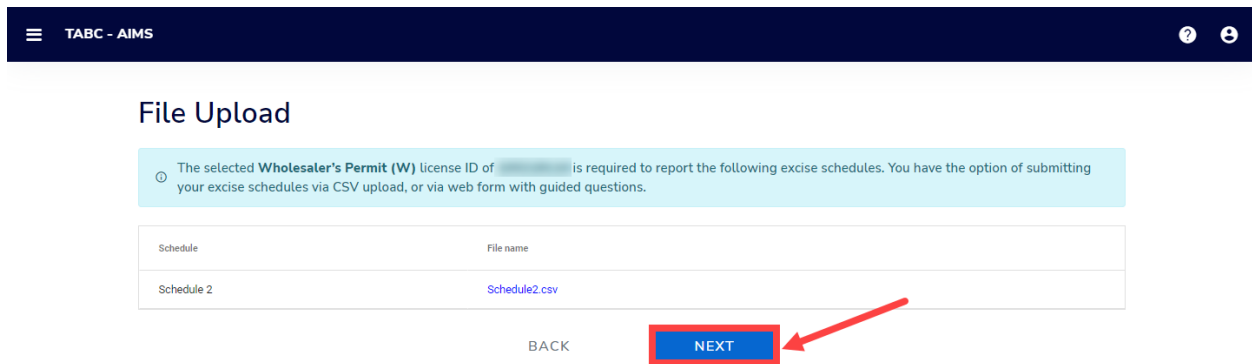 TABC - AIMS
File Upload
The selected Wholesaler's Permit (W) license ID of is required to report the following excise schedules. You have the option of submitting
your excise schedules via CSV upload, or via web form with guided questions.
Schedule File name
Schedule 2 Schedule2.csv
BACK NEXT